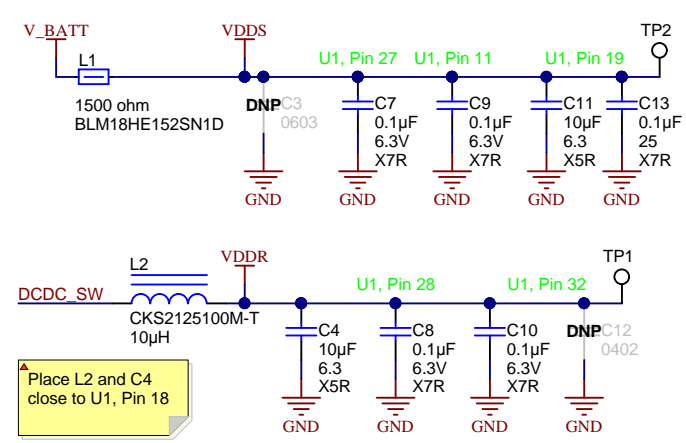 V_BATT
VDDS
TP2
L1
U1, Pin 27
U1, Pin 11
U1, Pin 19
1500 ohm
BLM18HE152SN1D
DNP
C3
0603
C7
0.1µF
6.3V
X7R
C9
0.1µF
6.3V
X7R
C11
10µF
6.3
X5R
C13
0.1µF
25
X7R
GND
GND
GND
GND
GND
VDDR
TP1
L2
U1, Pin 28
U1, Pin 32
DCDC_SW
CKS2125100M-T
10µH
C4
10µF
6.3
X5R
C8
0.1µF
6.3V
X7R
C10
0.1µF
6.3V
X7R
DNP
C12
0402
Place L2 and C4
close to U1, Pin 18
GND
GND
GND
GND